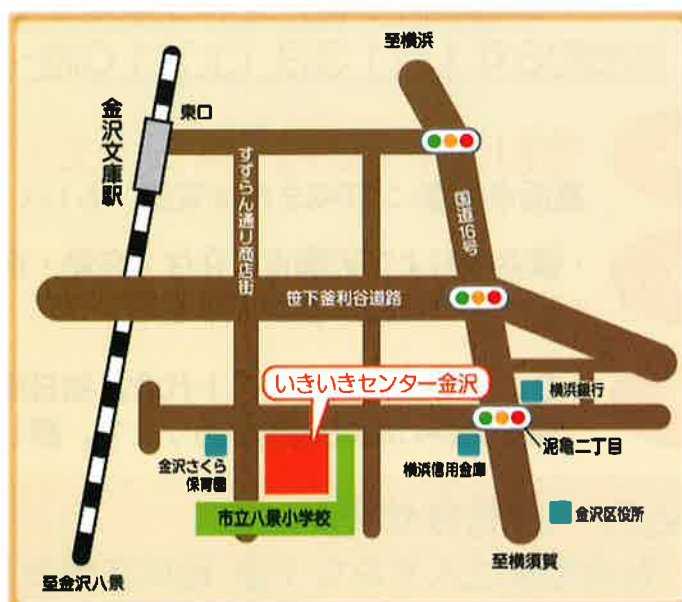 至横浜
東口
金沢文庫駅
すずらん通り商店街
国道16号
笹下釜利谷道路
いきいきセンター金沢
横浜銀行
泥亀二丁目
金沢さくら
保育園
横浜信用金庫
市立八景小学校
金沢区役所
至横須賀
至金沢八景